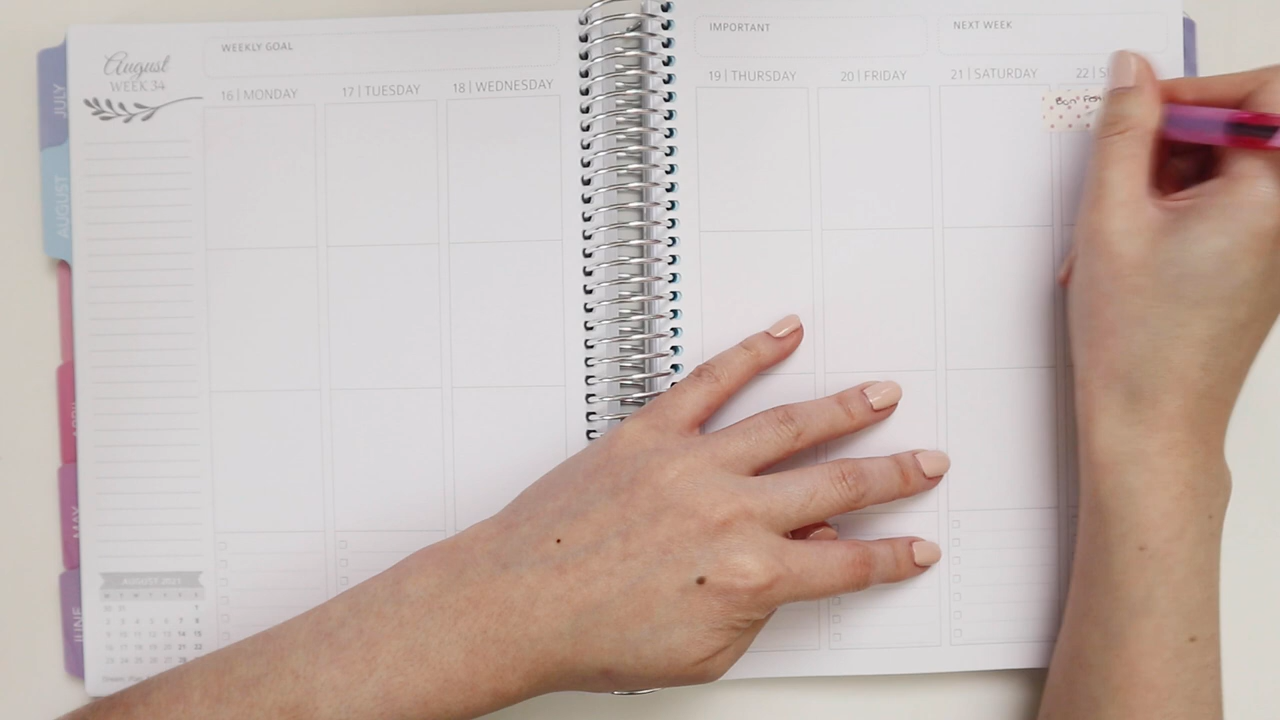 August
WEEK 34
WEEKLY GOAL
16 | MONDAY
17 | TUESDAY
18 | WEDNESDAY
IMPORTANT
NEXT WEEK
19 | THURSDAY
20 | FRIDAY
21 | SATURDAY
22 | S
JULY
AUGUST
APRIL
MAY
JUNE
AUGUST 2021